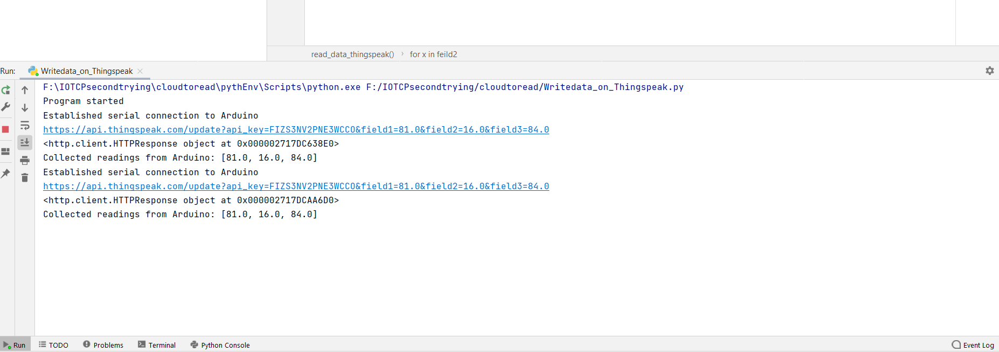 read_data_thingspeak() › for x in feild2
Run: Writedata_on_Thingspeak ×
F:\IOTCPsecondtrying\cloudtoread\pythEnv\Scripts\python.exe F:/IOTCPsecondtrying/cloudtoread/Writedata_on_Thingspeak.py
Program started
Established serial connection to Arduino
https://api.thingspeak.com/update?api_key=FIZS3NV2PNE3WCCO&field1=81.0&field2=16.0&field3=84.0
<http.client.HTTPResponse object at 0x000002717DC638E0>
Collected readings from Arduino: [81.0, 16.0, 84.0]
Established serial connection to Arduino
https://api.thingspeak.com/update?api_key=FIZS3NV2PNE3WCCO&field1=81.0&field2=16.0&field3=84.0
<http.client.HTTPResponse object at 0x000002717DCAA6D0>
Collected readings from Arduino: [81.0, 16.0, 84.0]
Run TODO Problems Terminal Python Console Event Log